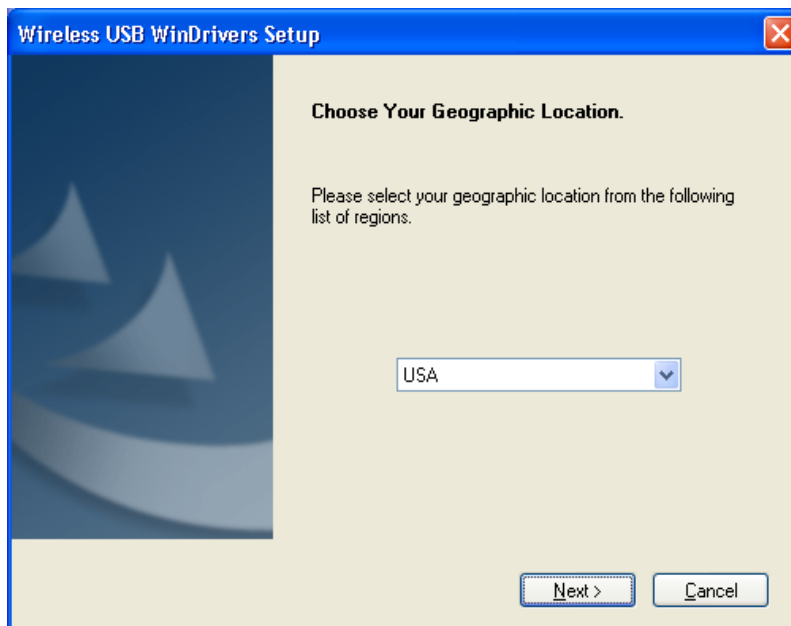 Wireless USB WinDrivers Setup
Choose Your Geographic Location.
Please select your geographic location from the following
list of regions.
USA
Next >
Cancel